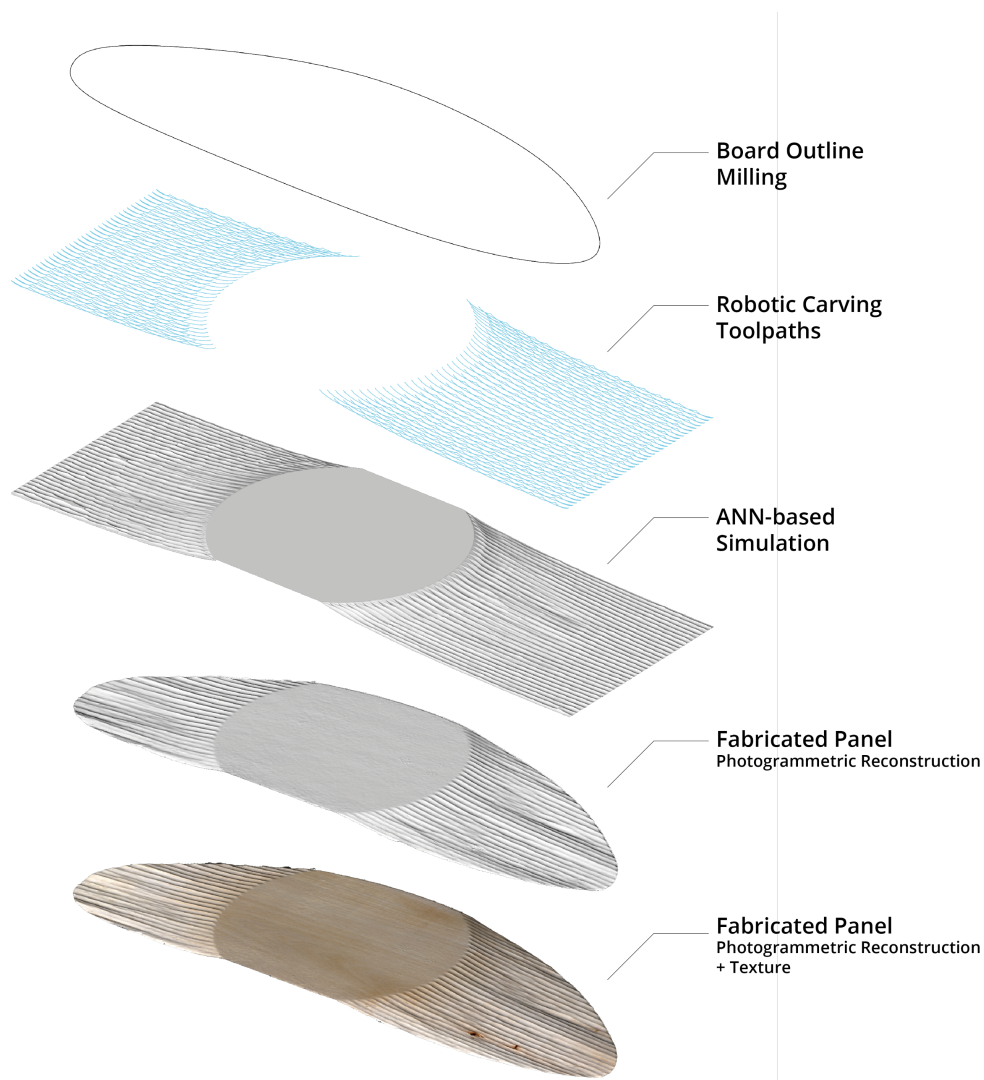 Board Outline
Milling
Robotic Carving
Toolpaths
ANN-based
Simulation
Fabricated Panel
Photogrammetric Reconstruction
Fabricated Panel
Photogrammetric Reconstruction
+ Texture